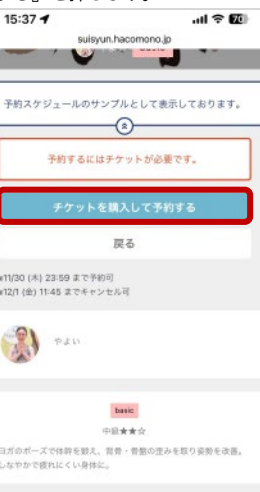 15:37
70
suisyun.hacomono.jp
basic
予約スケジュールのサンプルとして表示しております。
予約するにはチケットが必要です。
チケットを購入して予約する
戻る
※11/30 (木) 23:59 まで予約可
※12/1 (金) 11:45 までキャンセル可
やよい
basic
中級★★☆
ヨガのポーズで体幹を鍛え、背骨・骨盤の歪みを取り姿勢を改善。
しなやかで疲れにくい身体に。